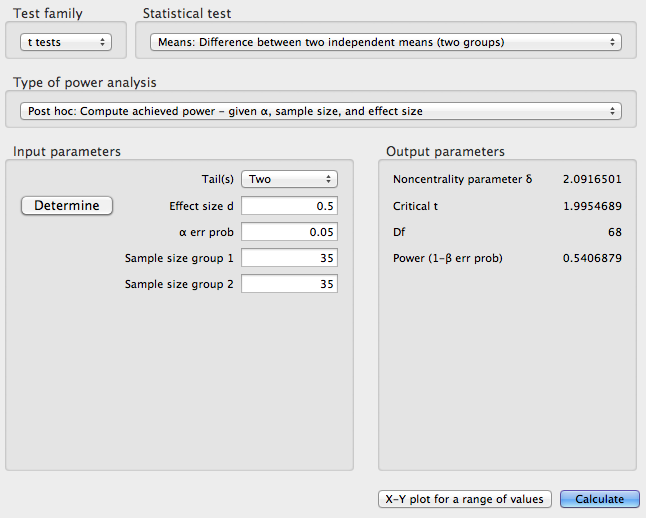 Test family
Statistical test
t tests
Means: Difference between two independent means (two groups)
Type of power analysis
Post hoc: Compute achieved power – given α, sample size, and effect size
Input parameters
Output parameters
Tail(s) Two
Noncentrality parameter δ 2.0916501
Determine
Effect size d 0.5
Critical t 1.9954689
α err prob 0.05
Df 68
Sample size group 1 35
Power (1-β err prob) 0.5406879
Sample size group 2 35
X-Y plot for a range of values
Calculate